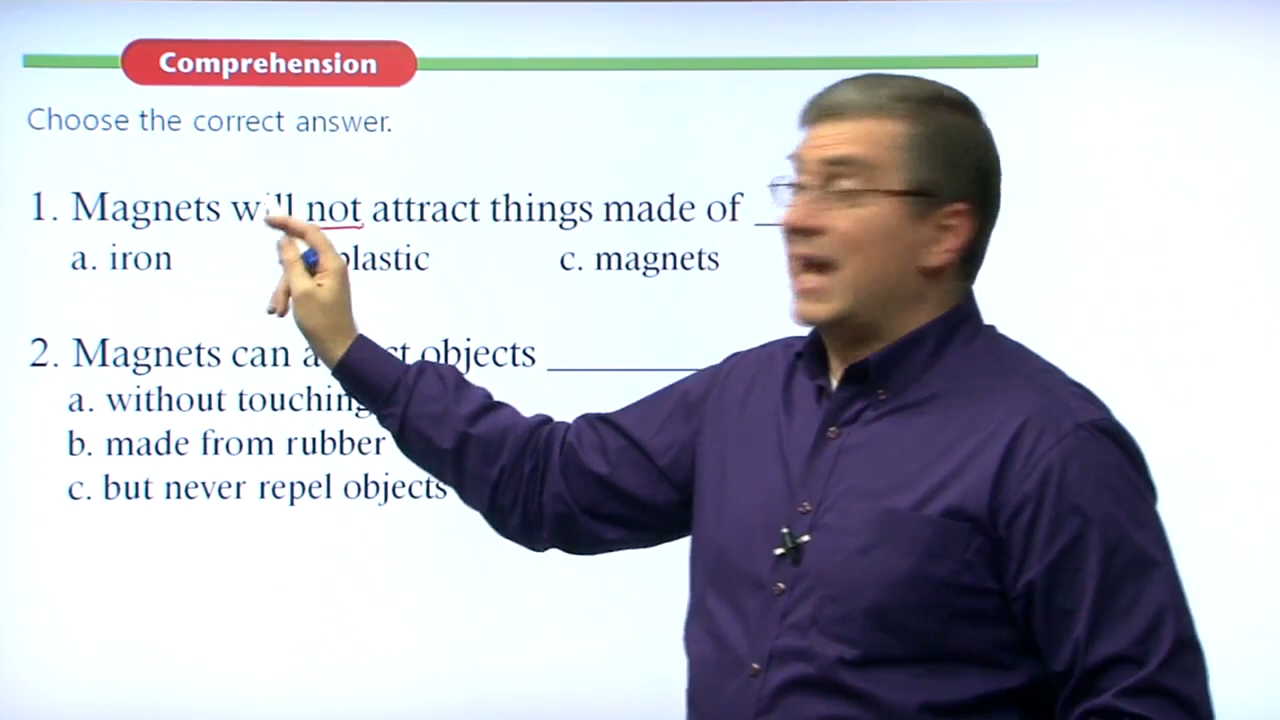 Comprehension
Choose the correct answer.
1. Magnets will not attract things made of
a. iron plastic c. magnets
2. Magnets can objects
a. without touching
b. made from rubber
c. but never repel objects